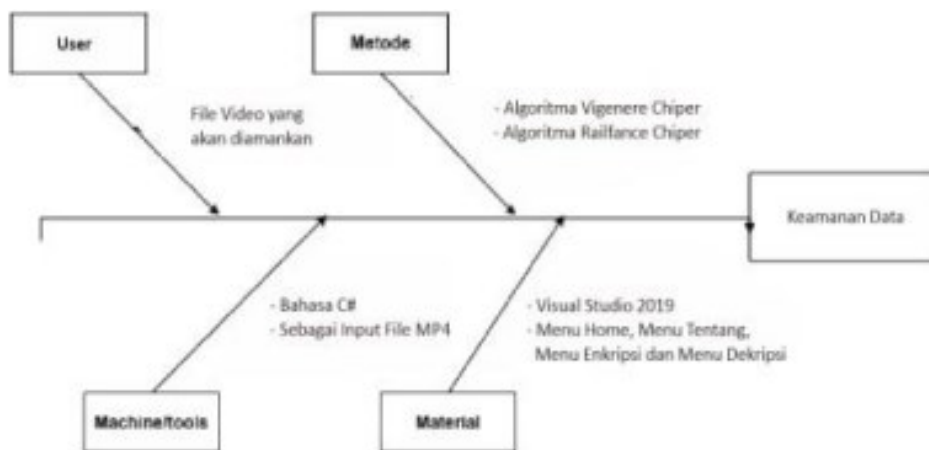 User
Metode
File Video yang
akan diamankan
- Algoritma Vigenere Chiper
- Algoritma Railfance Chiper
Keamanan Data
- Bahasa C#
- Sebagai Input File MP4
- Visual Studio 2019
- Menu Home, Menu Tentang,
Menu Enkripsi dan Menu Dekripsi
Machine/tools
Material